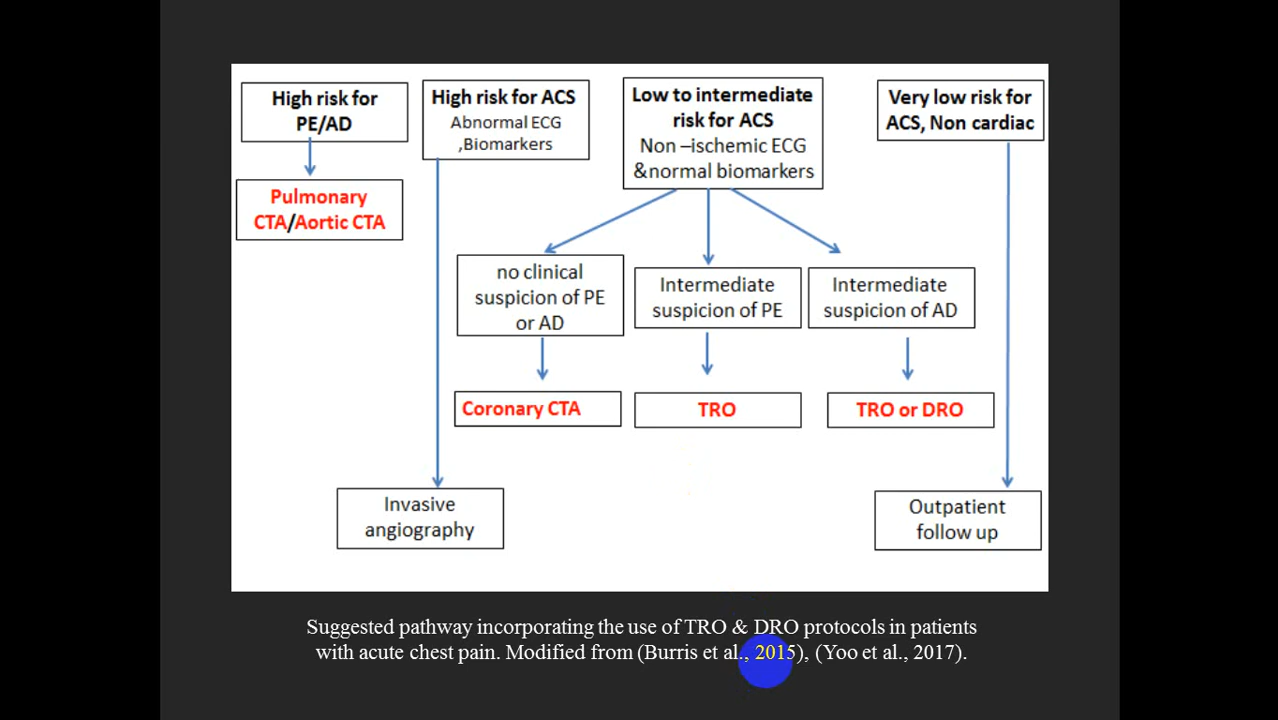 High risk for
PE/AD
Pulmonary
CTA/Aortic CTA
High risk for ACS
Abnormal ECG
,Biomarkers
Low to intermediate
risk for ACS
Non –ischemic ECG
&normal biomarkers
Very low risk for
ACS, Non cardiac
no clinical
suspicion of PE
or AD
Intermediate
suspicion of PE
Intermediate
suspicion of AD
Coronary CTA
TRO
TRO or DRO
Invasive
angiography
Outpatient
follow up
Suggested pathway incorporating the use of TRO & DRO protocols in patients
with acute chest pain. Modified from (Burris et al., 2015), (Yoo et al., 2017).